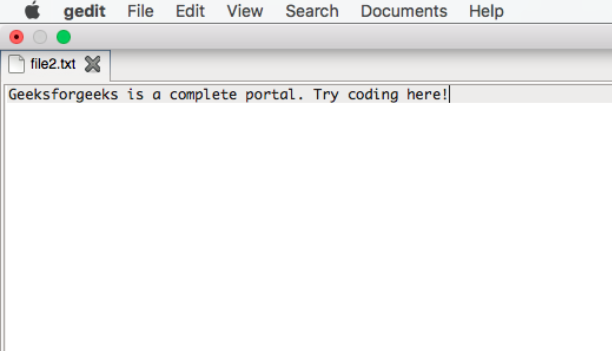 gedit File Edit View Search Documents Help
file2.txt
Geeksforgeeks is a complete portal. Try coding here!